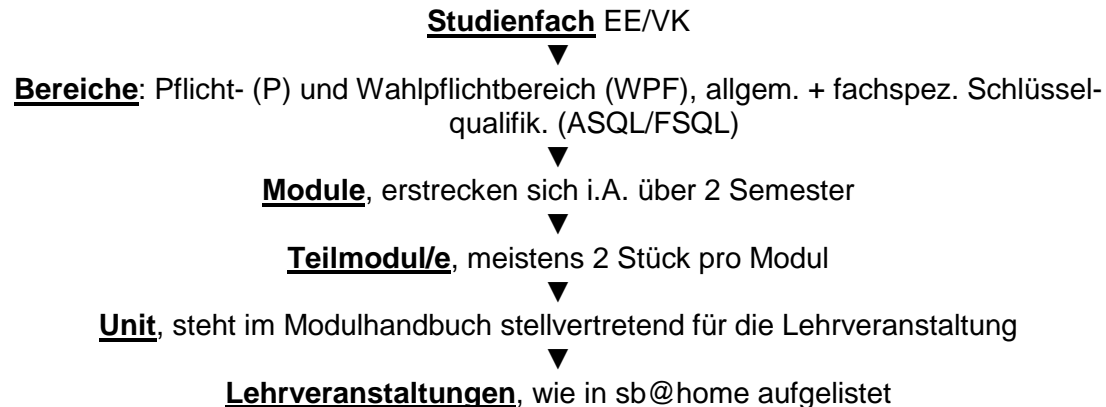 Studienfach EE/VK
▼
Bereiche: Pflicht- (P) und Wahlpflichtbereich (WPF), allgem. + fachspez. Schlüssel-
qualifik. (ASQL/FSQL)
▼
Module, erstrecken sich i.A. über 2 Semester
▼
Teilmodul/e, meistens 2 Stück pro Modul
▼
Unit, steht im Modulhandbuch stellvertretend für die Lehrveranstaltung
▼
Lehrveranstaltungen, wie in sb@home aufgelistet